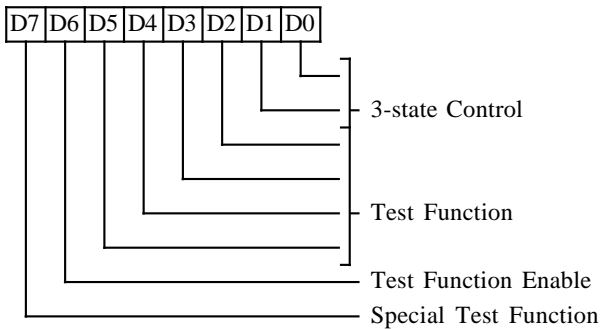 D7 D6 D5 D4 D3 D2 D1 D0
3-state Control
Test Function
Test Function Enable
Special Test Function